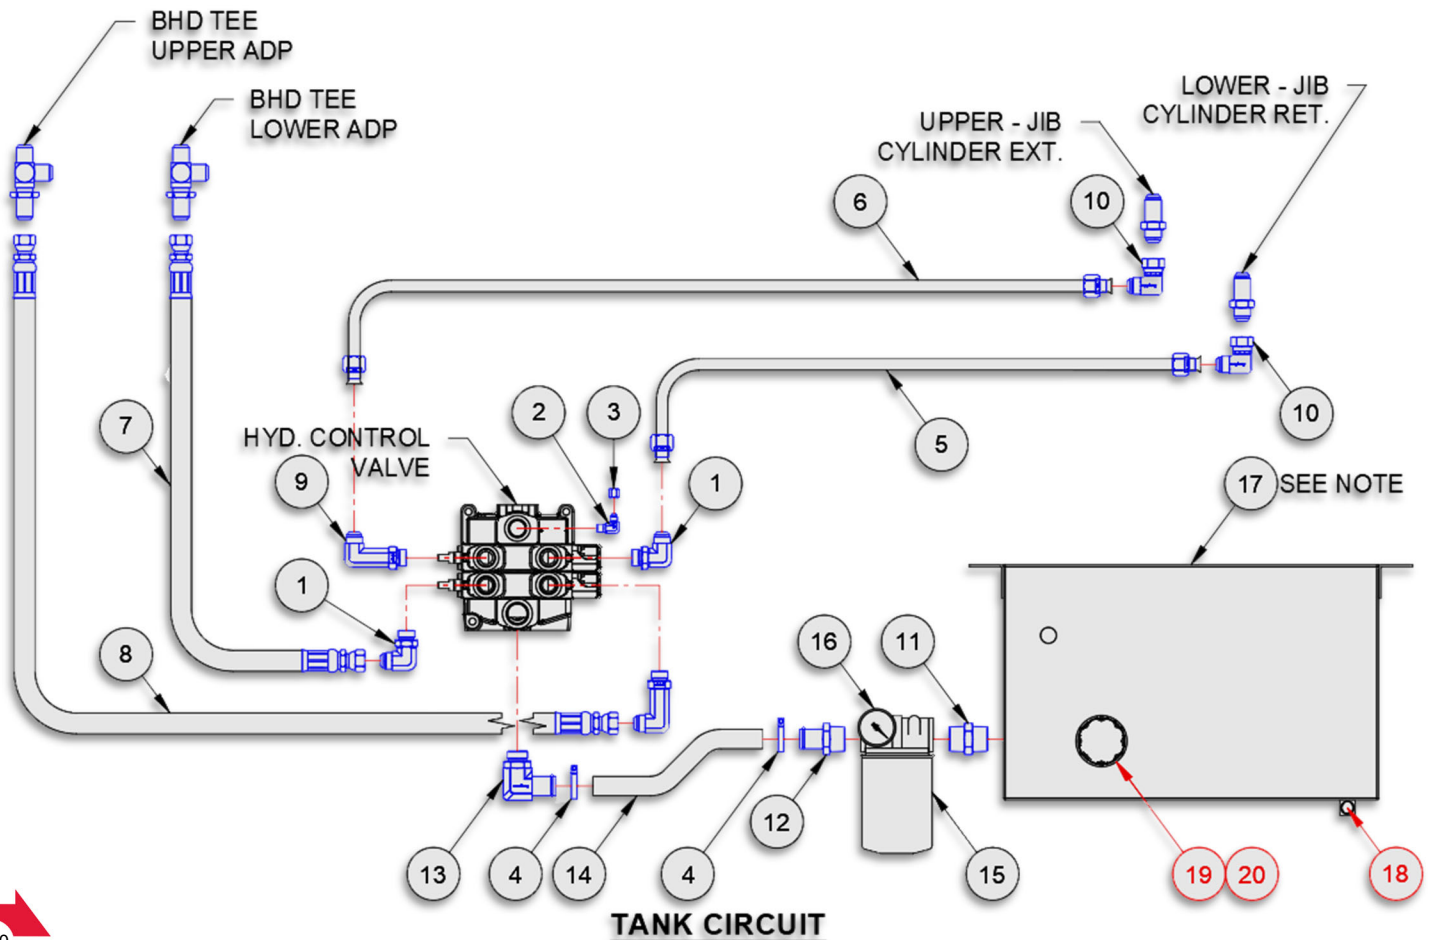 BHD TEE
UPPER ADP
BHD TEE
LOWER ADP
LOWER - JIB
CYLINDER RET.
UPPER - JIB
CYLINDER EXT.
6
10
7
2
3
10
5
HYD. CONTROL
VALVE
9
1
17 SEE NOTE
1
8
16
11
12
13
4
14
4
15
19
20
18
TANK CIRCUIT